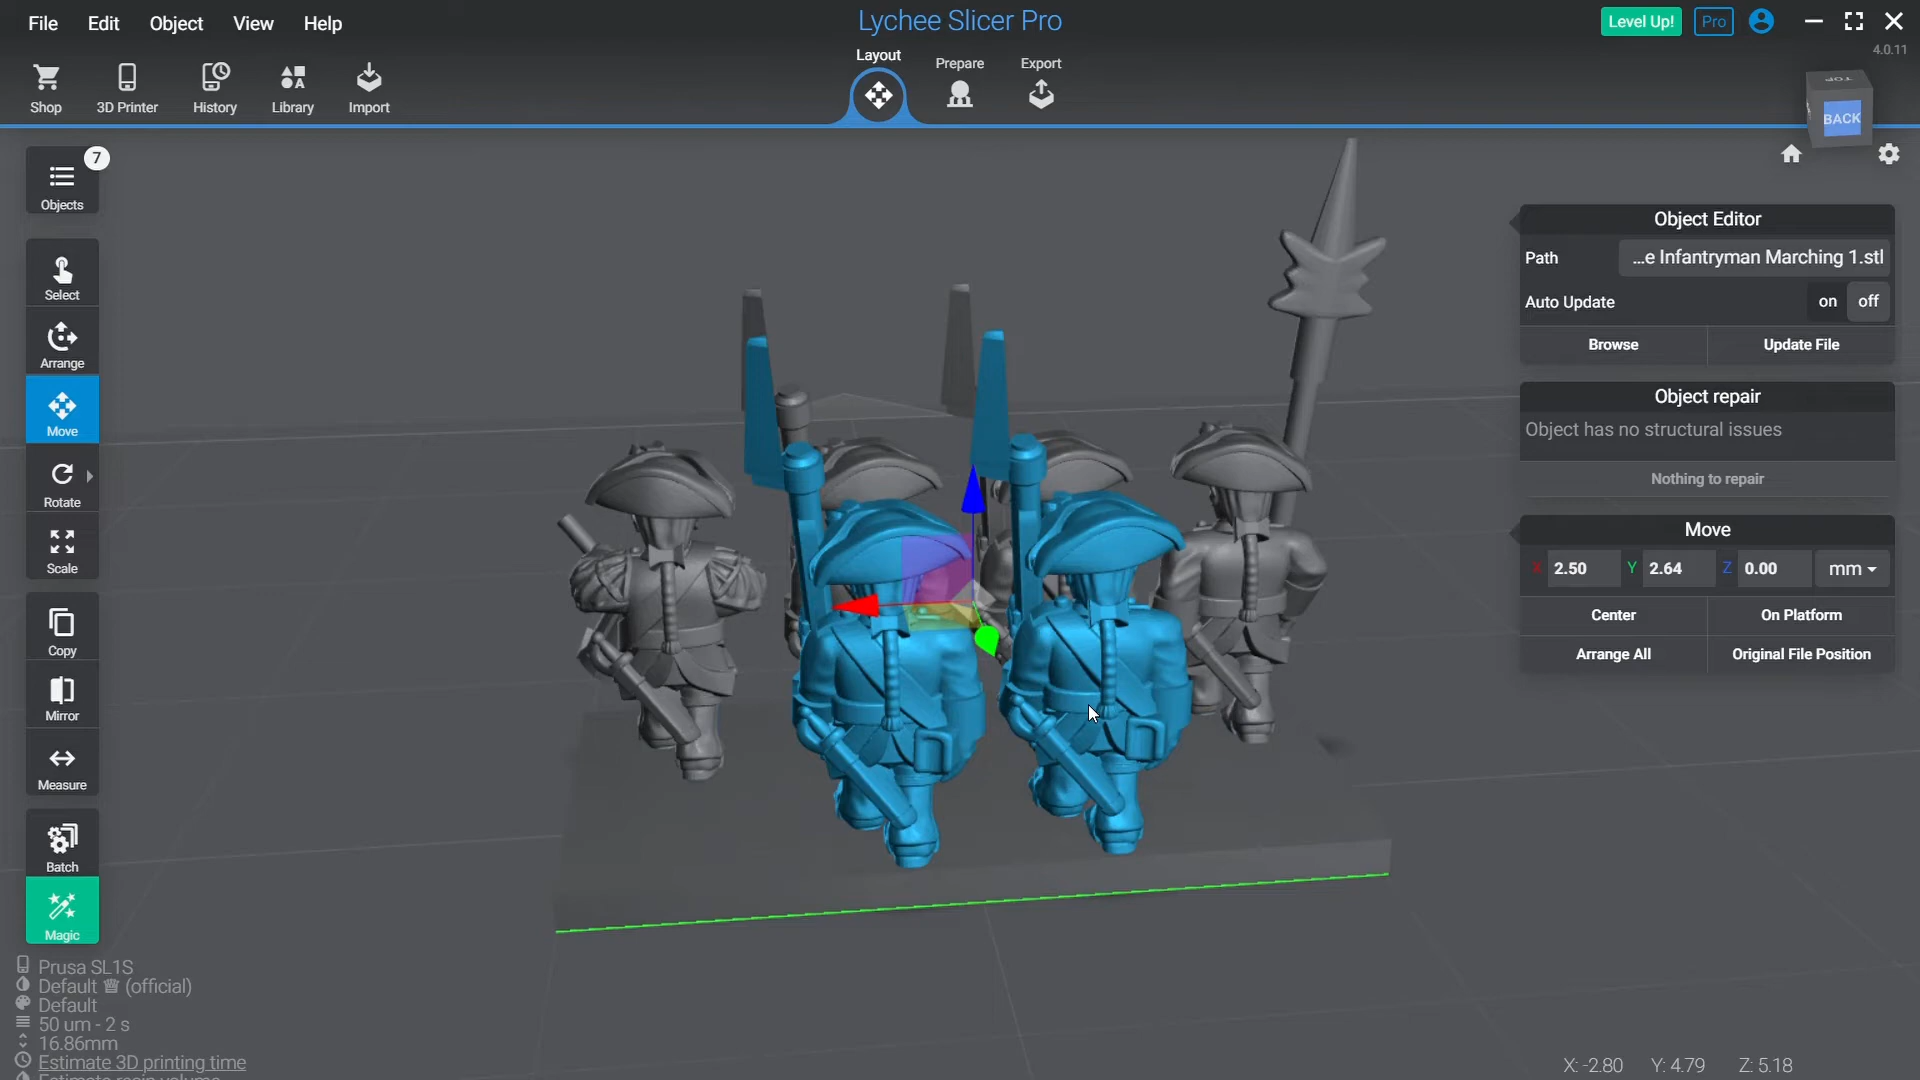 File Edit Object View Help
Lychee Slicer Pro
Level Up! Pro
4.0.11
Shop 3D Printer History Library Import
Layout Prepare Export
TOP
BACK
7
Objects
Select
Arrange
Move
Rotate
Scale
Copy
Mirror
Measure
Batch
Magic
Object Editor
Path ...e Infantryman Marching 1.stl
Auto Update on off
Browse Update File
Object repair
Object has no structural issues
Nothing to repair
Move
X 2.50 Y 2.64 Z 0.00 mm
Center On Platform
Arrange All Original File Position
Prusa SL1S
Default (official)
Default
50 um - 2 s
16.86mm
Estimate 3D printing time
Estimate resin volume
X: -2.80 Y: 4.79 Z: 5.18